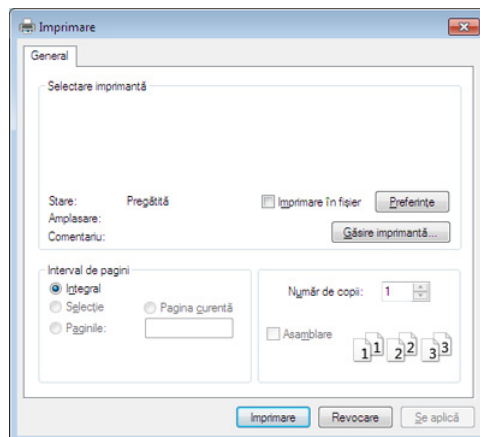 Imprimare
General
Selectare imprimantă
Stare: Pregătită
Imprimare în fișier Preferințe
Amplasare:
Comentariu:
Găsire imprimantă...
Interval de pagini
Integral
Selecție Pagina curentă
Paginile:
Număr de copii: 1
Asamblare
1 1 2 2 3 3
Imprimare Revocare Se aplică